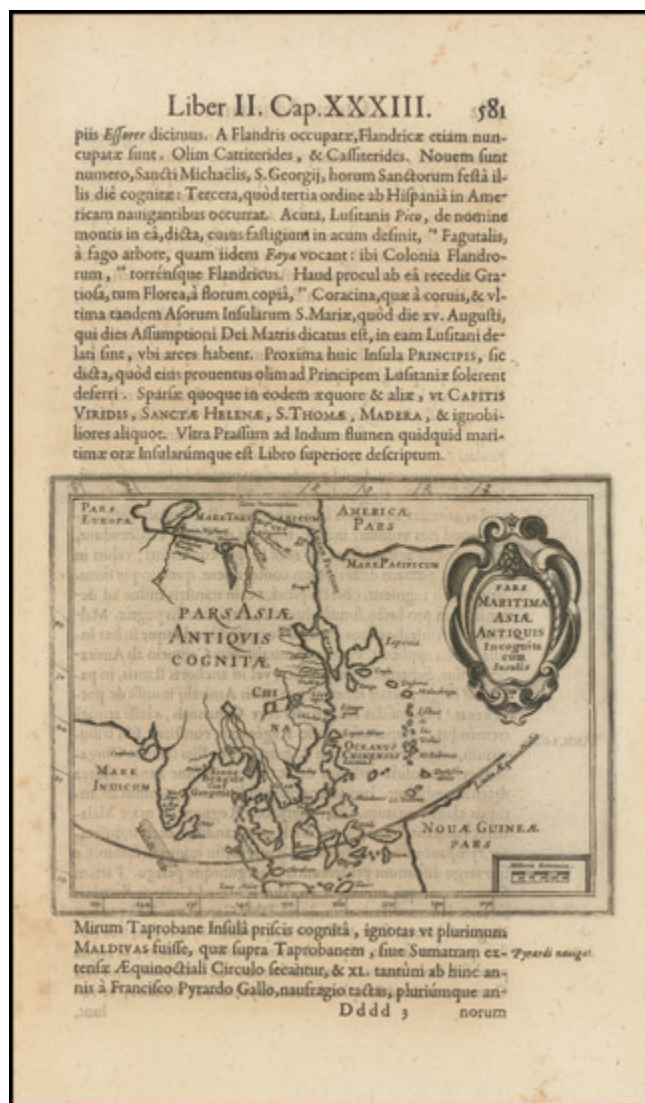 Liber II. Cap. XXXIII. 581
piis Eſſorer dicimus. A Flandris occupatæ, Flandricæ etiam nun-
cupatæ ſunt. Olim Cattiterides, & Caſſiterides. Nouem ſunt
numero, Sancti Michaëlis, S. Georgij, horum Sanctorum feſtâ il-
lis diê cognitæ: Tercera, quòd tertia ordine ab Hiſpaniâ in Ame-
ricam nauigantibus occurrat. Acuta, Luſitanis Pico, de nomine
montis in eâ, dicta, cuius faſtigium in acum deſinit, Fagutalis,
à fago arbore, quam iidem Faya vocant: ibi Colonia Flandro-
rum, torrénſque Flandricus. Haud procul ab eâ recedit Gra-
tioſa, tum Florea, à florum copiâ, Coracina, quæ à coruis, & vl-
tima tandem Aſorum Inſularum S. Mariæ, quòd die xv. Auguſti,
qui dies Aſſumptioni Dei Matris dicatus eſt, in eam Luſitani de-
lati ſint, vbi arces habent. Proxima huic Inſula PRINCIPIS, ſic
dicta, quòd eius prouentus olim ad Principem Luſitaniæ ſolerent
deferri. Sparſæ quoque in eodem æquore & aliæ, vt CAPITIS
VIRIDIS, SANCTÆ HELENÆ, S. THOMÆ, MADERA, & ignobi-
liores aliquot. Vltra Praſſum ad Indum flumen quidquid mari-
timæ oræ Inſularúmque eſt Libro ſuperiore deſcriptum.
PARS
EUROPÆ
AMERICÆ
PARS
MARE PACIFICUM
PARS ASIÆ
ANTIQVIS
COGNITÆ
PARS
MARITIMA
ASIÆ
ANTIQUIS
Incognita
cum
Inſulis
CHI
NA
OCEANUS
CHINENSIS
MARE
INDICUM
Linea Æquinoctialis
NOUÆ GUINEÆ
PARS
Mirum Taprobane Inſulâ priſcis cognitâ, ignotas vt plurimum
MALDIVAS fuiſſe, quæ ſupra Taprobanem, ſiue Sumatram ex-
tenſæ Æquinoctiali Circulo ſecantur, & XL. tantùm ab hinc an-
nis à Franciſco Pyrardo Gallo, naufragio tactas, pluriúmque an-
Pyrardi nauigat.
Dddd 3 norum